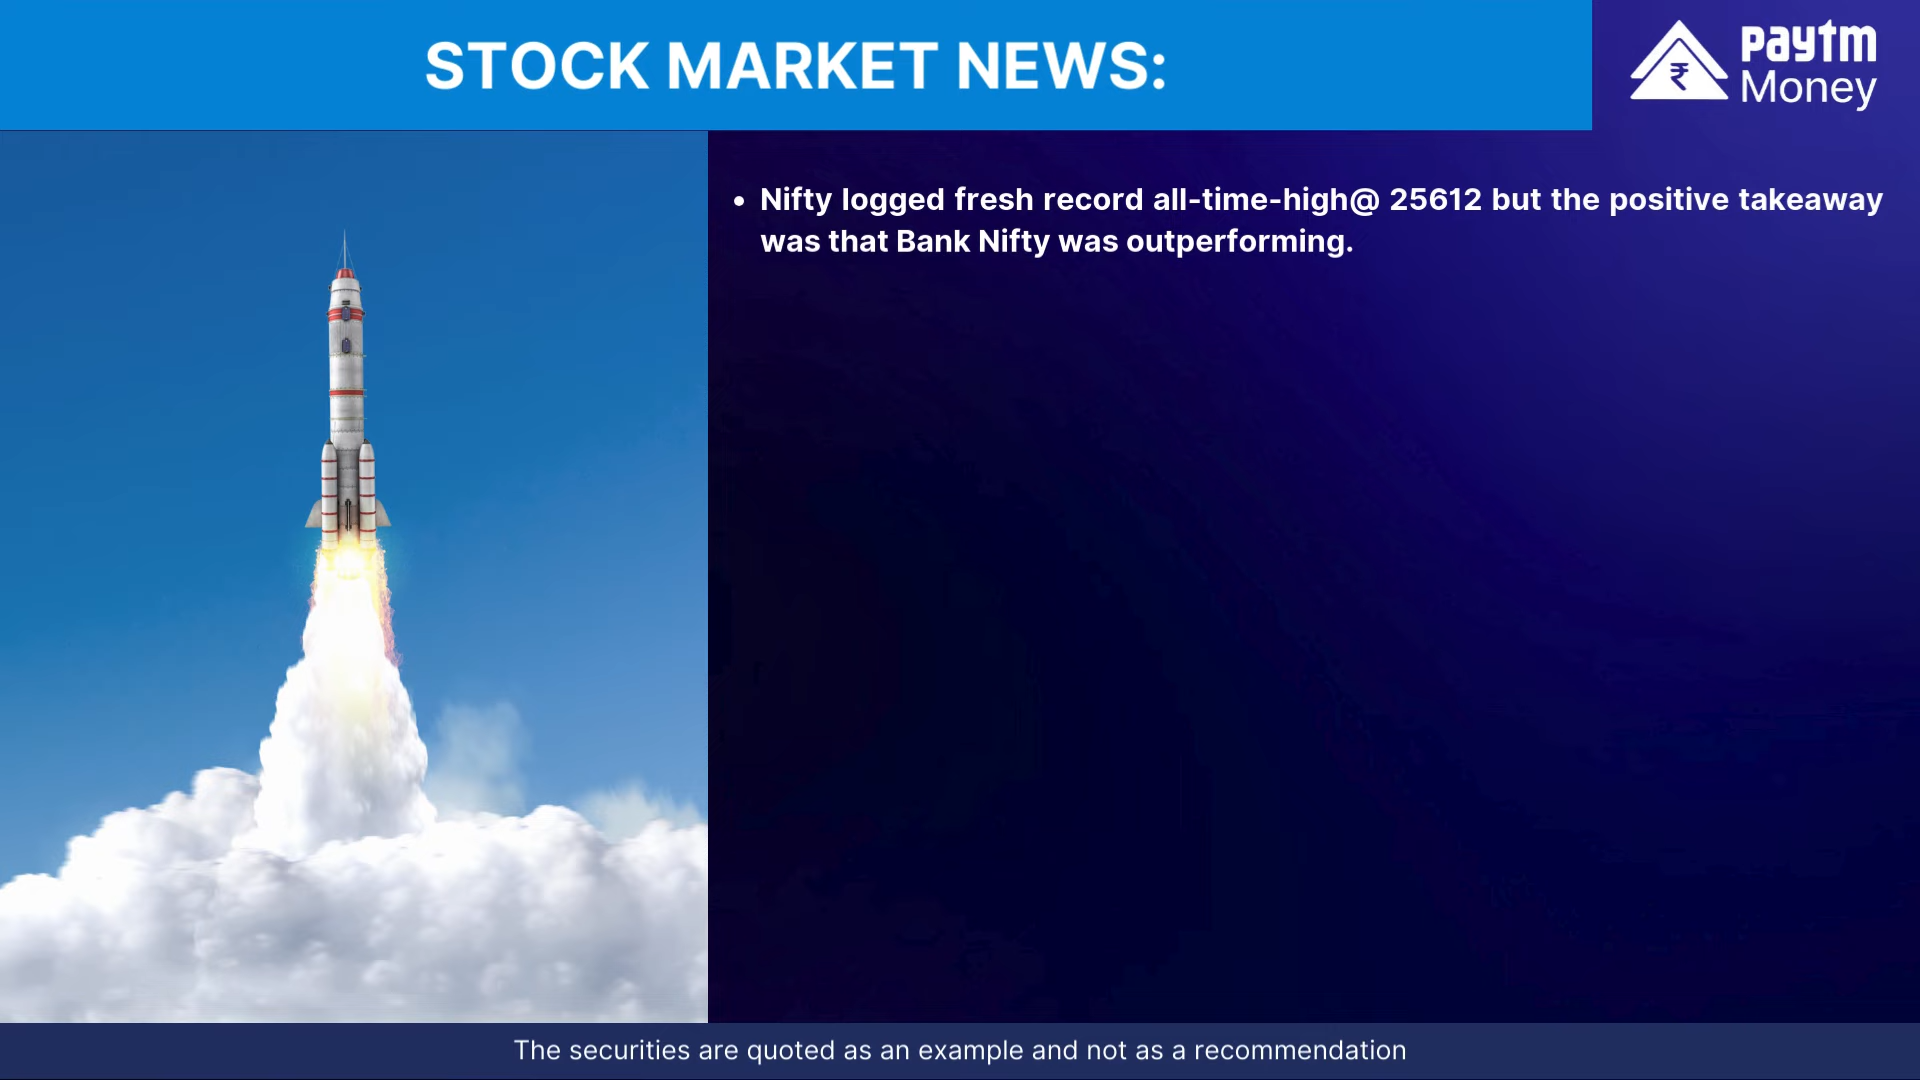 STOCK MARKET NEWS:
₹ paytm
Money
• Nifty logged fresh record all-time-high@ 25612 but the positive takeaway
was that Bank Nifty was outperforming.
The securities are quoted as an example and not as a recommendation